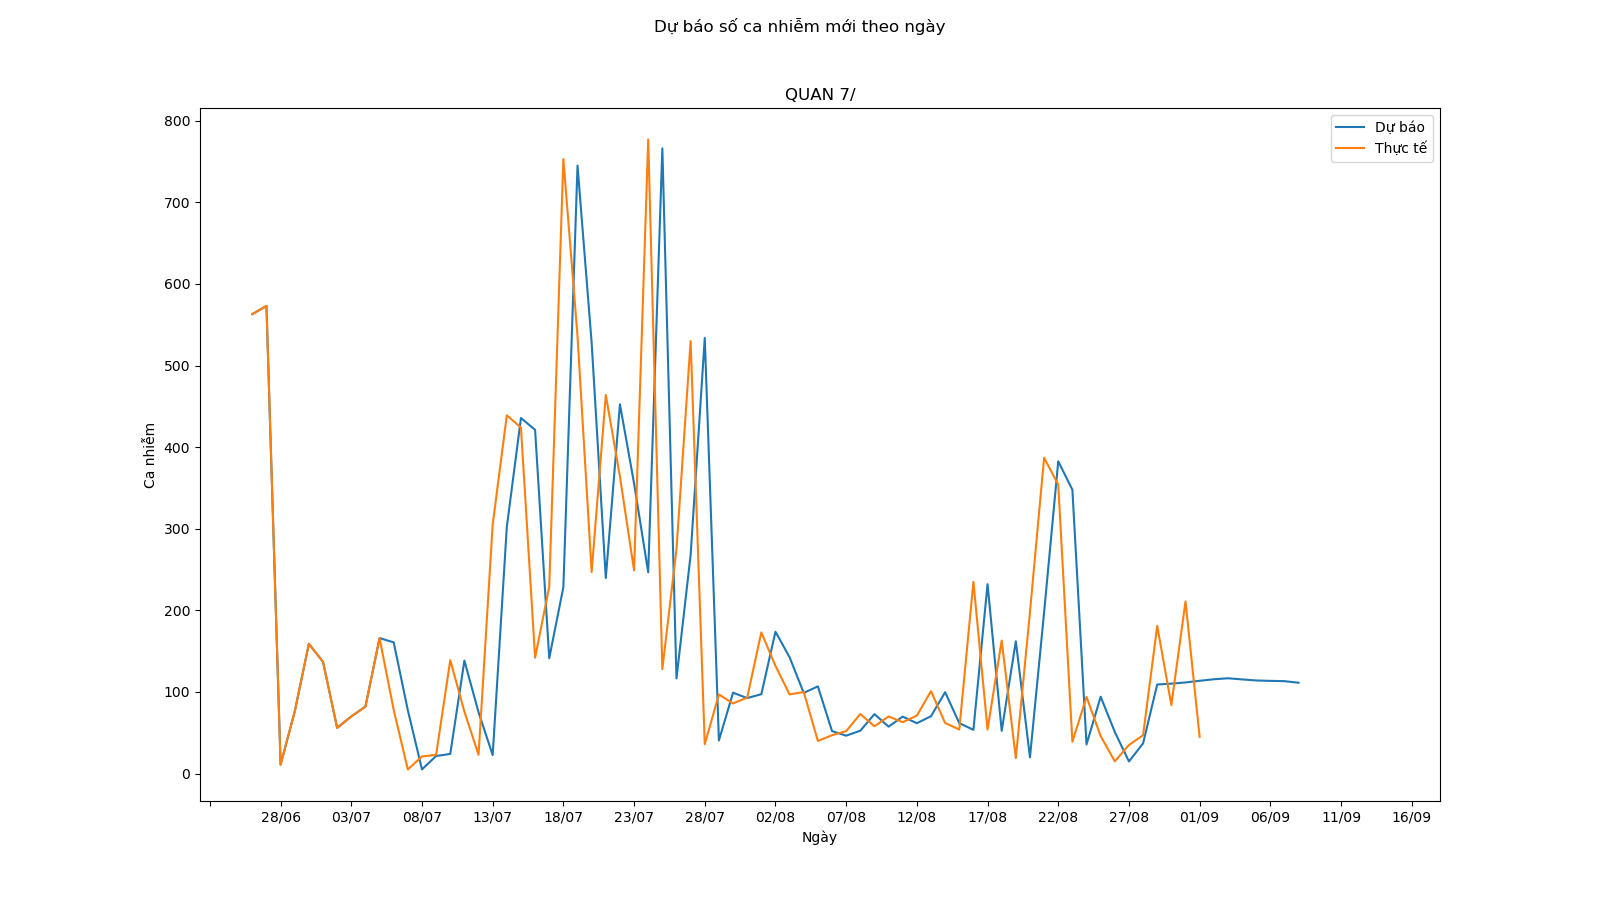 Dự báo số ca nhiễm mới theo ngày
QUAN 7/
Dự báo
Thực tế
800
700
600
500
400
300
200
100
0
Ca nhiễm
28/06 03/07 08/07 13/07 18/07 23/07 28/07 02/08 07/08 12/08 17/08 22/08 27/08 01/09 06/09 11/09 16/09
Ngày